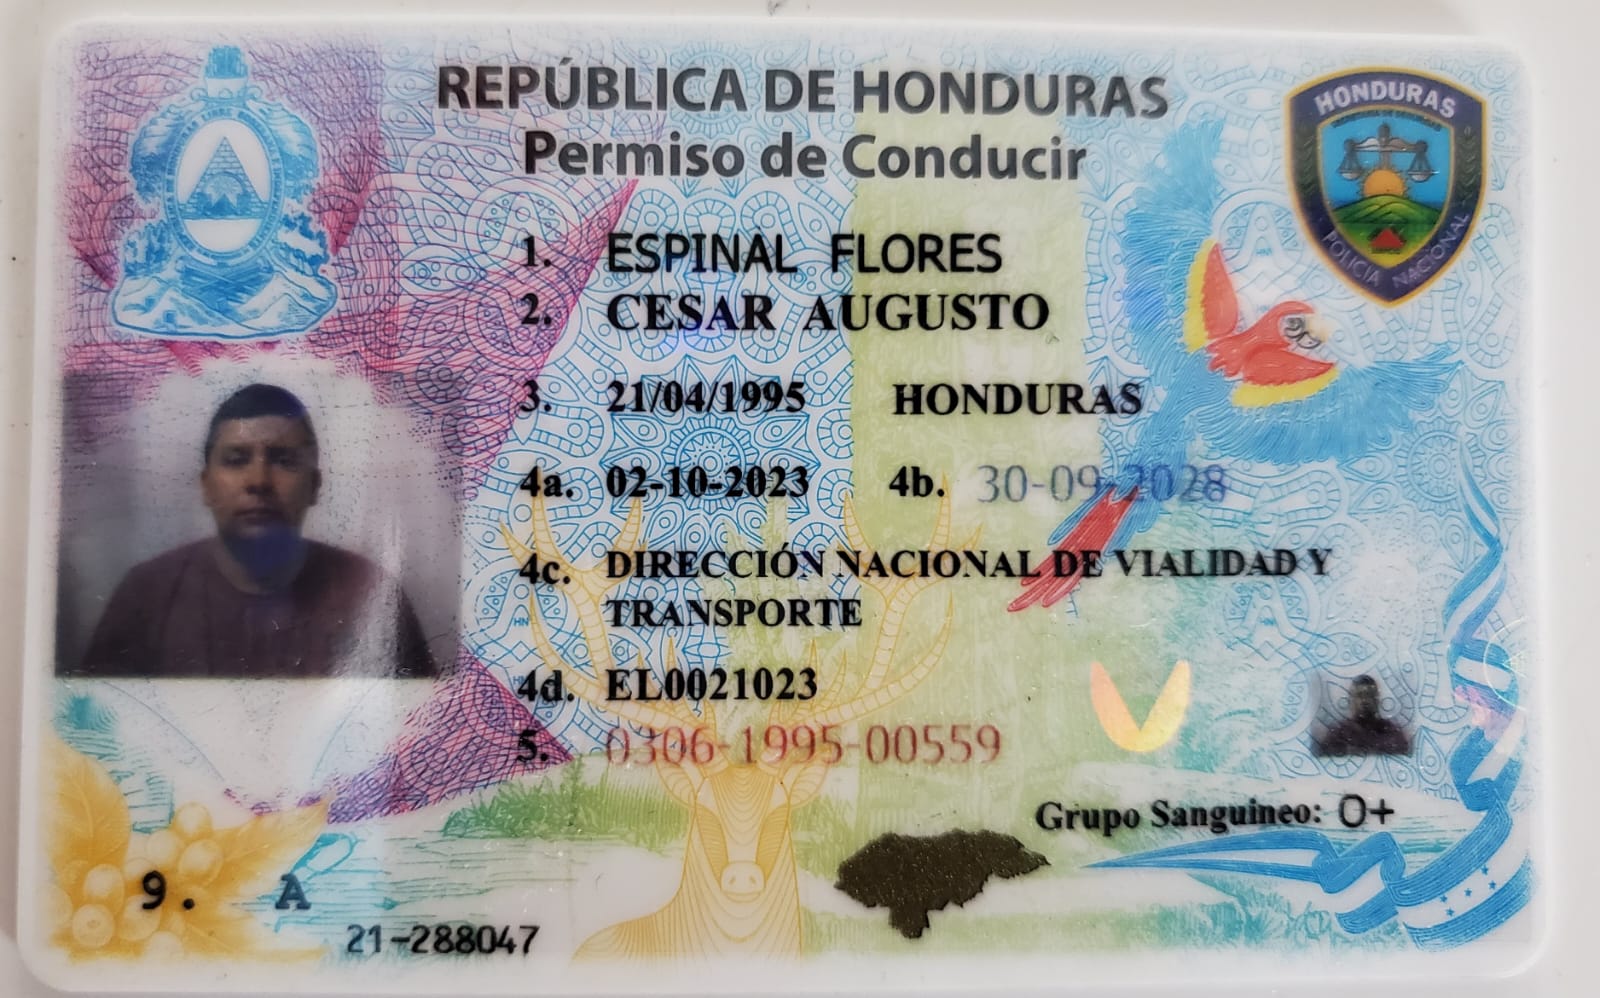 REPÚBLICA DE HONDURAS
Permiso de Conducir
HONDURAS
POLICIA NACIONAL
1. ESPINAL FLORES
2. CESAR AUGUSTO
3. 21/04/1995 HONDURAS
4a. 02-10-2023 4b. 30-09-2028
4c. DIRECCIÓN NACIONAL DE VIALIDAD Y
TRANSPORTE
4d. EL0021023
5. 0306-1995-00559
Grupo Sanguineo: O+
9. A
21-288047